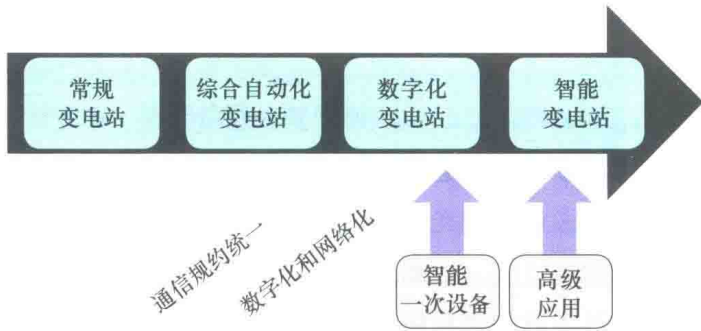 常规
变电站
综合自动化
变电站
数字化
变电站
智能
变电站
通信规约统一
数字化和网络化
智能
一次设备
高级
应用